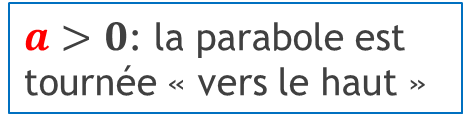 a > 0: la parabole est
tournée « vers le haut »